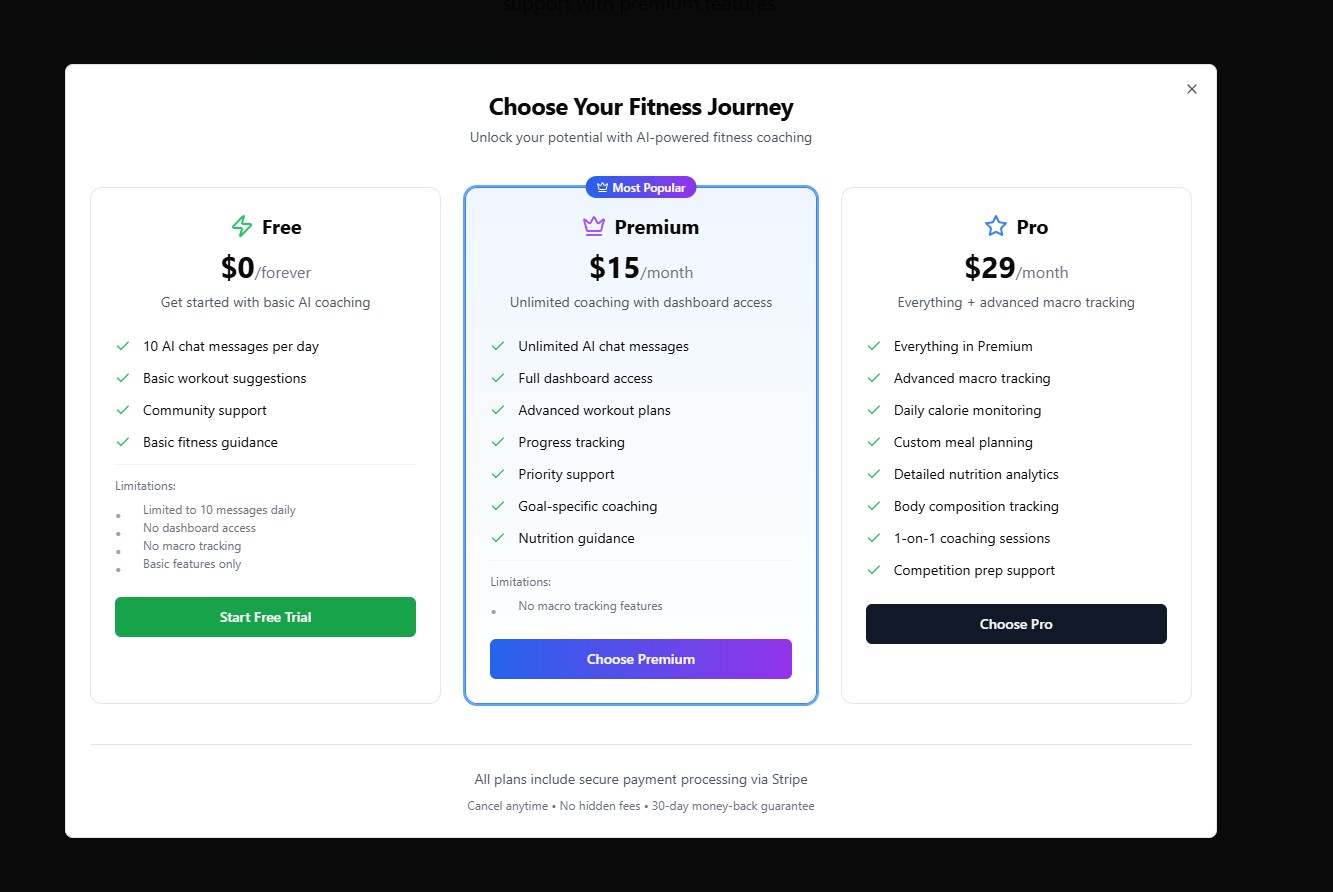 support with premium features.
Choose Your Fitness Journey
Unlock your potential with AI-powered fitness coaching
Free
$0/forever
Get started with basic AI coaching
10 AI chat messages per day
Basic workout suggestions
Community support
Basic fitness guidance
Limitations:
Limited to 10 messages daily
No dashboard access
No macro tracking
Basic features only
Start Free Trial
Most Popular
Premium
$15/month
Unlimited coaching with dashboard access
Unlimited AI chat messages
Full dashboard access
Advanced workout plans
Progress tracking
Priority support
Goal-specific coaching
Nutrition guidance
Limitations:
No macro tracking features
Choose Premium
Pro
$29/month
Everything + advanced macro tracking
Everything in Premium
Advanced macro tracking
Daily calorie monitoring
Custom meal planning
Detailed nutrition analytics
Body composition tracking
1-on-1 coaching sessions
Competition prep support
Choose Pro
All plans include secure payment processing via Stripe
Cancel anytime • No hidden fees • 30-day money-back guarantee